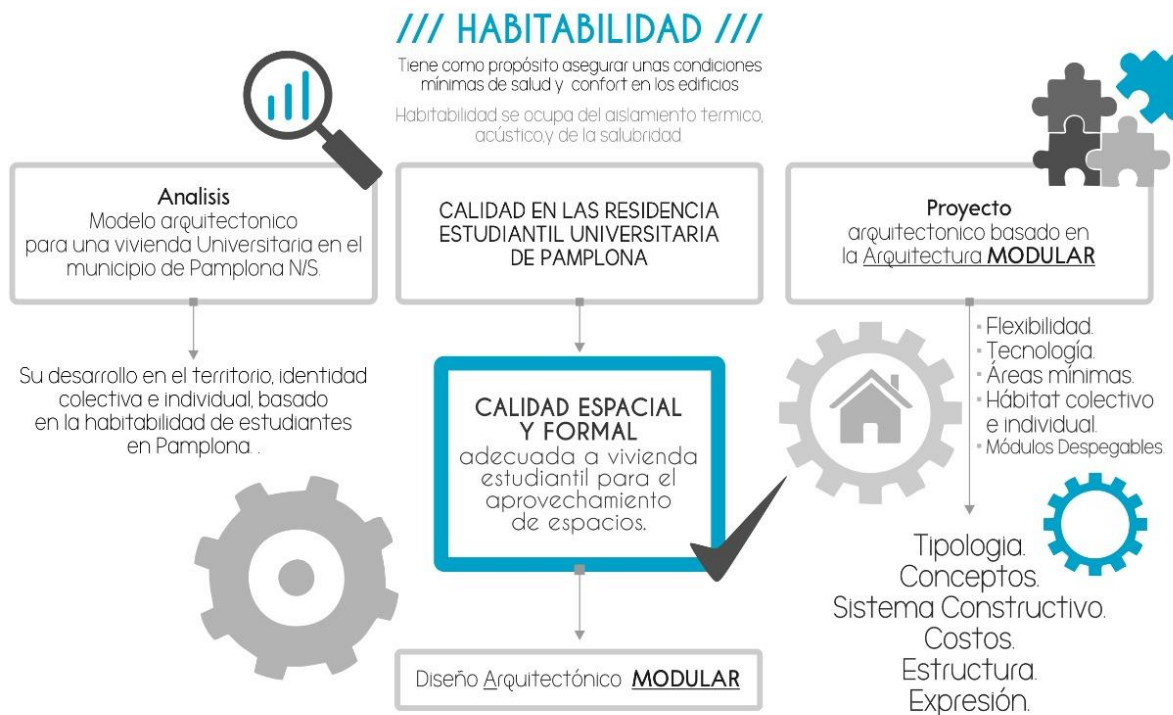 /// HABITABILIDAD ///
Tiene como propósito asegurar unas condiciones
mínimas de salud y confort en los edificios
Habitabilidad se ocupa del aislamiento termico,
acústico,y de la salubridad
Analisis
Modelo arquitectonico
para una vivienda Universitaria en el
municipio de Pamplona N/S.
Su desarrollo en el territorio, identidad
colectiva e individual, basado
en la habitabilidad de estudiantes
en Pamplona. .
CALIDAD EN LAS RESIDENCIA
ESTUDIANTIL UNIVERSITARIA
DE PAMPLONA
CALIDAD ESPACIAL
Y FORMAL
adecuada a vivienda
estudiantil para el
aprovechamiento
de espacios.
Diseño Arquitectónico MODULAR
Proyecto
arquitectonico basado en
la Arquitectura MODULAR
• Flexibilidad.
• Tecnología.
• Áreas mínimas.
• Hábitat colectivo
e individual.
• Módulos Despegables.
Tipologia.
Conceptos.
Sistema Constructivo.
Costos.
Estructura.
Expresión.